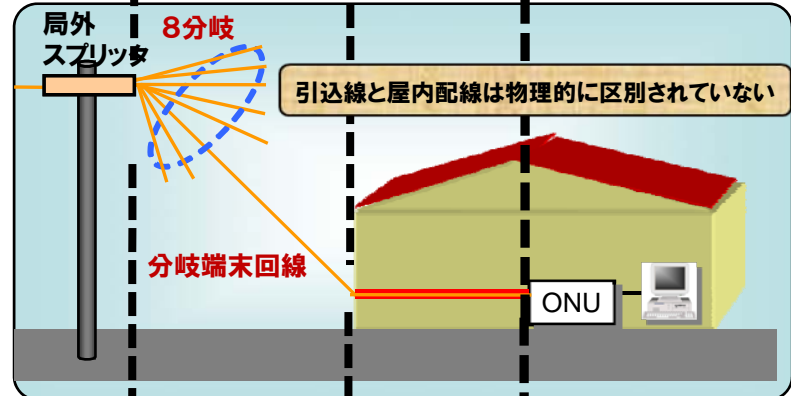 局外
スプリッタ
8分岐
引込線と屋内配線は物理的に区別されていない
分岐端末回線
ONU